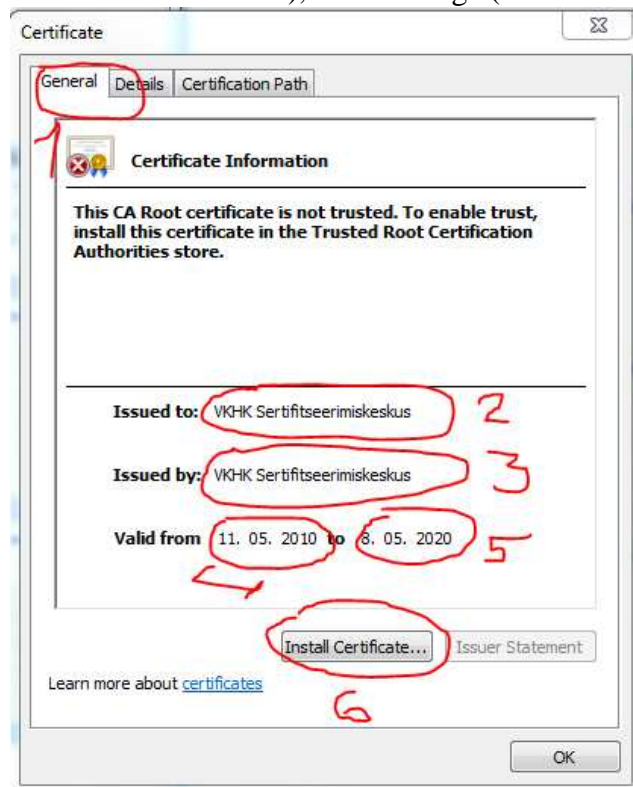 Certificate
General Details Certification Path
1
Certificate Information
This CA Root certificate is not trusted. To enable trust,
install this certificate in the Trusted Root Certification
Authorities store.
Issued to: VKHK Sertifitseerimiskeskus 2
Issued by: VKHK Sertifitseerimiskeskus 3
Valid from 11. 05. 2010 to 8. 05. 2020 5
4
Install Certificate... Issuer Statement
Learn more about certificates
6
OK